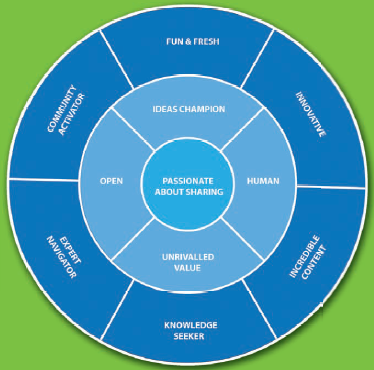 FUN & FRESH
INNOVATIVE
INCREDIBLE
CONTENT
KNOWLEDGE
SEEKER
EXPERT
NAVIGATOR
COMMUNITY
ACTIVATOR
IDEAS CHAMPION
HUMAN
UNRIVALLED
VALUE
OPEN
PASSIONATE
ABOUT SHARING